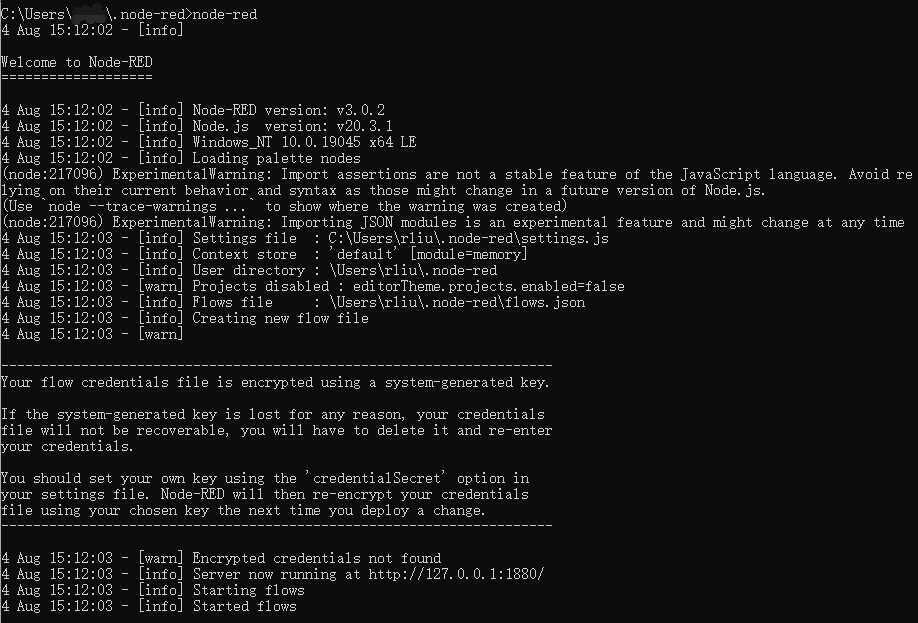 C:\Users\ \.node-red>node-red
4 Aug 15:12:02 - [info]
Welcome to Node-RED
===================
4 Aug 15:12:02 - [info] Node-RED version: v3.0.2
4 Aug 15:12:02 - [info] Node.js  version: v20.3.1
4 Aug 15:12:02 - [info] Windows_NT 10.0.19045 x64 LE
4 Aug 15:12:02 - [info] Loading palette nodes
(node:217096) ExperimentalWarning: Import assertions are not a stable feature of the JavaScript language. Avoid re
lying on their current behavior and syntax as those might change in a future version of Node.js.
(Use `node --trace-warnings ...` to show where the warning was created)
(node:217096) ExperimentalWarning: Importing JSON modules is an experimental feature and might change at any time
4 Aug 15:12:03 - [info] Settings file  : C:\Users\rliu\.node-red\settings.js
4 Aug 15:12:03 - [info] Context store  : 'default' [module=memory]
4 Aug 15:12:03 - [info] User directory : \Users\rliu\.node-red
4 Aug 15:12:03 - [warn] Projects disabled : editorTheme.projects.enabled=false
4 Aug 15:12:03 - [info] Flows file     : \Users\rliu\.node-red\flows.json
4 Aug 15:12:03 - [info] Creating new flow file
4 Aug 15:12:03 - [warn]
---------------------------------------------------------------------
Your flow credentials file is encrypted using a system-generated key.
If the system-generated key is lost for any reason, your credentials
file will not be recoverable, you will have to delete it and re-enter
your credentials.
You should set your own key using the 'credentialSecret' option in
your settings file. Node-RED will then re-encrypt your credentials
file using your chosen key the next time you deploy a change.
---------------------------------------------------------------------
4 Aug 15:12:03 - [warn] Encrypted credentials not found
4 Aug 15:12:03 - [info] Server now running at http://127.0.0.1:1880/
4 Aug 15:12:03 - [info] Starting flows
4 Aug 15:12:03 - [info] Started flows